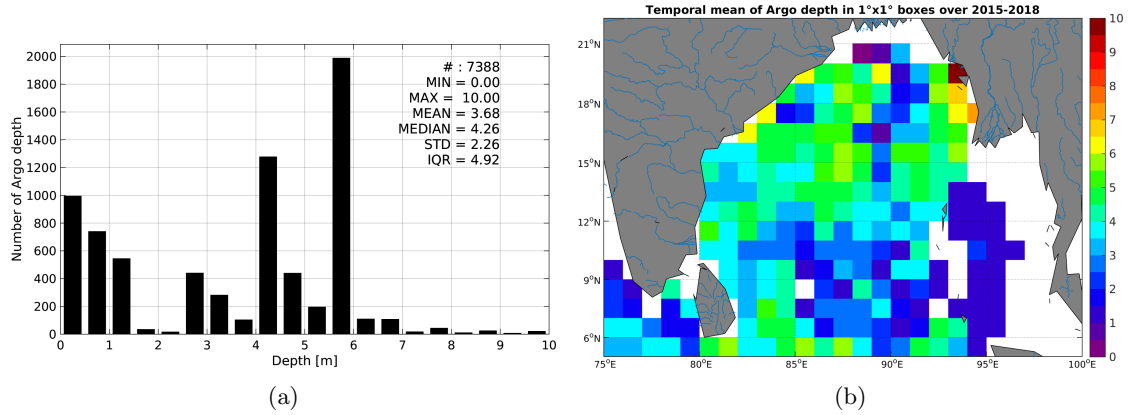 Temporal mean of Argo depth in 1°x1° boxes over 2015-2018
2000
1800
1600
1400
1200
1000
800
600
400
200
0
Number of Argo depth
# : 7388
MIN = 0.00
MAX = 10.00
MEAN = 3.68
MEDIAN = 4.26
STD = 2.26
IQR = 4.92
0 1 2 3 4 5 6 7 8 9 10
Depth [m]
(a)
21°N
18°N
15°N
12°N
9°N
6°N
75°E 80°E 85°E 90°E 95°E 100°E
10
9
8
7
6
5
4
3
2
1
0
(b)